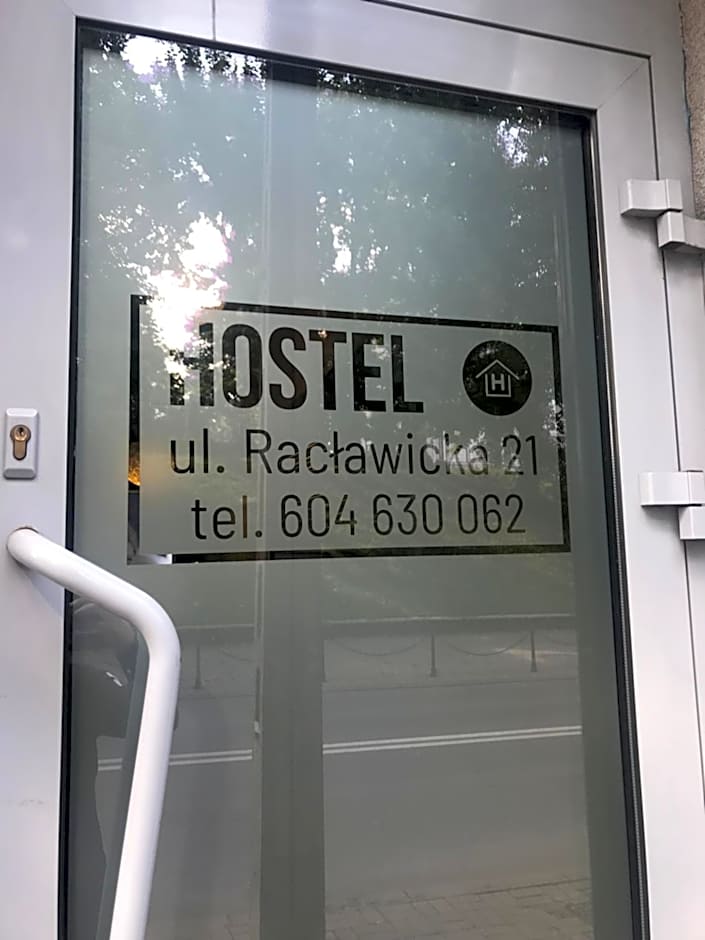 HOSTEL H
ul. Racławicka 21
tel. 604 630 062